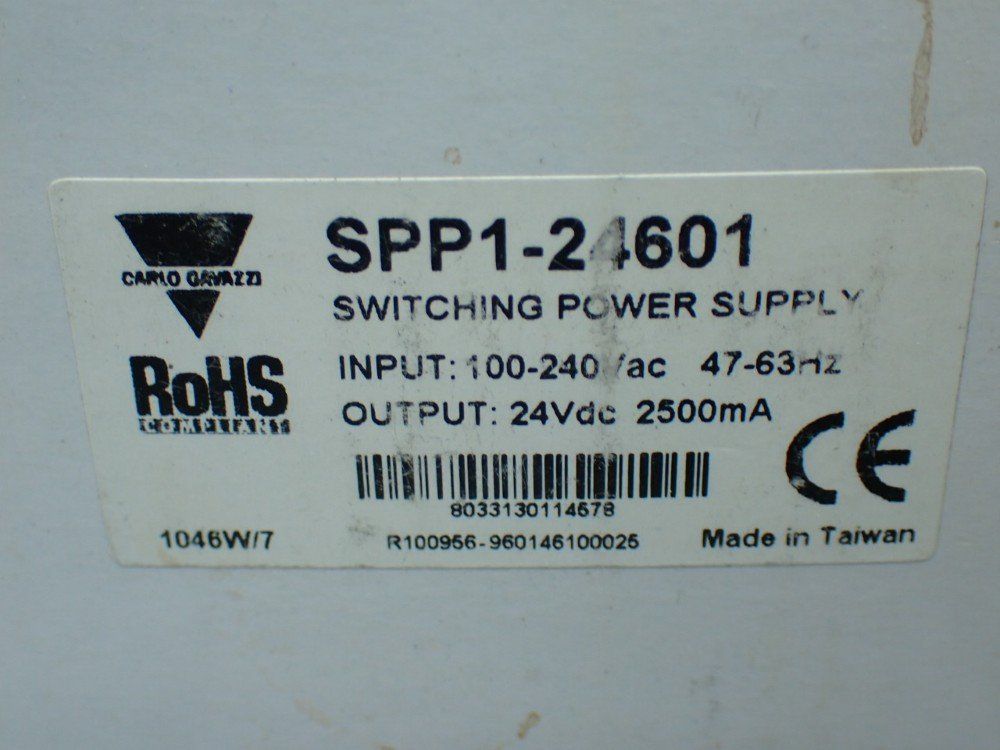 CARLO GAVAZZI
SPP1-24601
SWITCHING POWER SUPPLY
RoHS
COMPLIANT
INPUT: 100-240Vac 47-63Hz
OUTPUT: 24Vdc 2500mA
CE
8033130114578
1046W/7
R100956-960146100025
Made in Taiwan